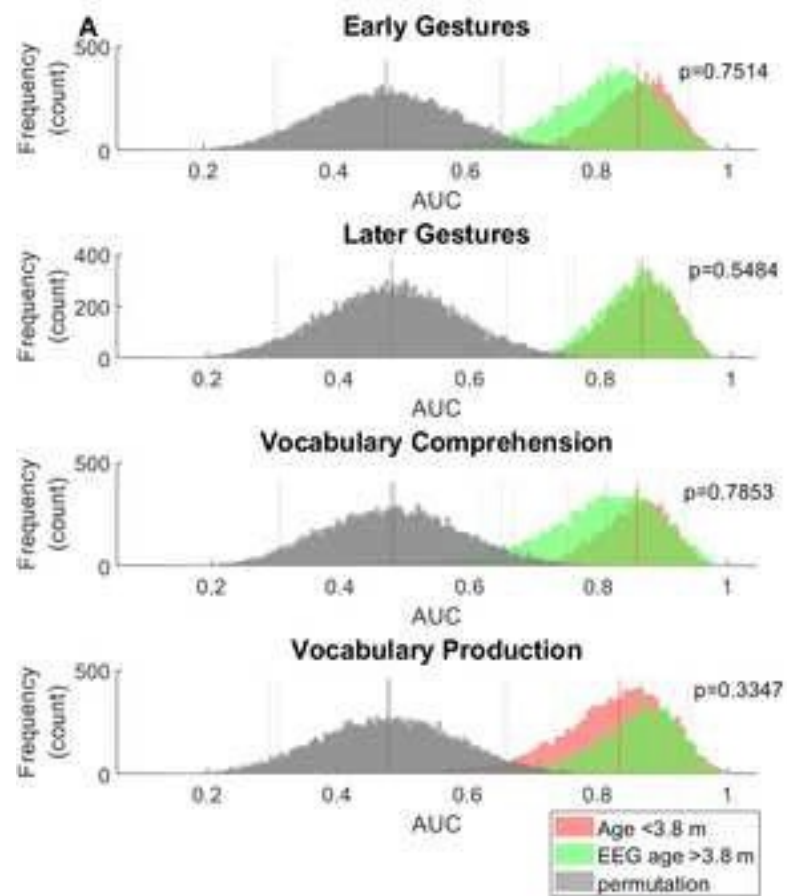 A
Early Gestures
Frequency
(count)
500
0
p=0.7514
0.2 0.4 0.6 0.8 1
AUC
Later Gestures
Frequency
(count)
400
200
0
p=0.5484
0.2 0.4 0.6 0.8 1
AUC
Vocabulary Comprehension
Frequency
(count)
500
0
p=0.7853
0.2 0.4 0.6 0.8 1
AUC
Vocabulary Production
Frequency
(count)
500
0
p=0.3347
0.2 0.4 0.6 0.8 1
AUC
Age <3.8 m
EEG age >3.8 m
permutation